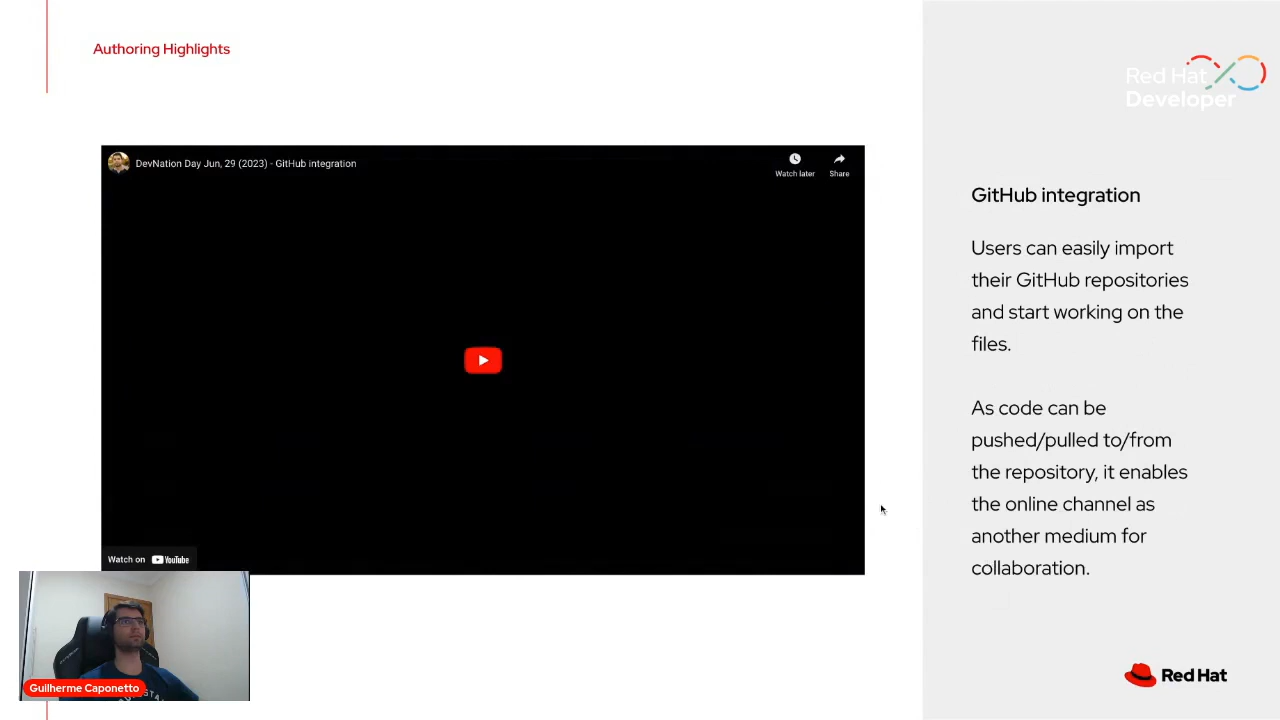 Authoring Highlights
Red Hat
Developer
DevNation Day Jun, 29 (2023) - GitHub integration
Watch later
Share
Watch on YouTube
GitHub integration
Users can easily import
their GitHub repositories
and start working on the
files.
As code can be
pushed/pulled to/from
the repository, it enables
the online channel as
another medium for
collaboration.
Guilherme Caponetto
Red Hat